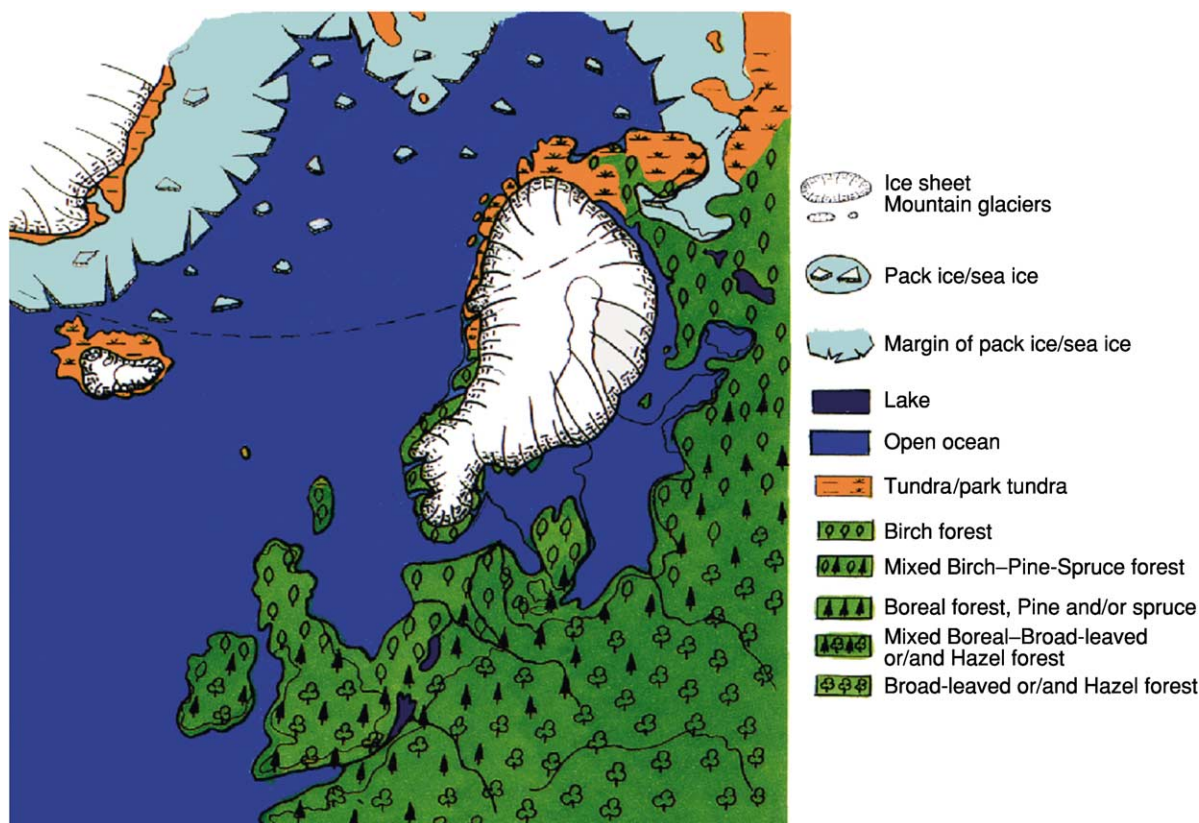 Ice sheet
Mountain glaciers
Pack ice/sea ice
Margin of pack ice/sea ice
Lake
Open ocean
Tundra/park tundra
Birch forest
Mixed Birch–Pine-Spruce forest
Boreal forest, Pine and/or spruce
Mixed Boreal–Broad-leaved
or/and Hazel forest
Broad-leaved or/and Hazel forest